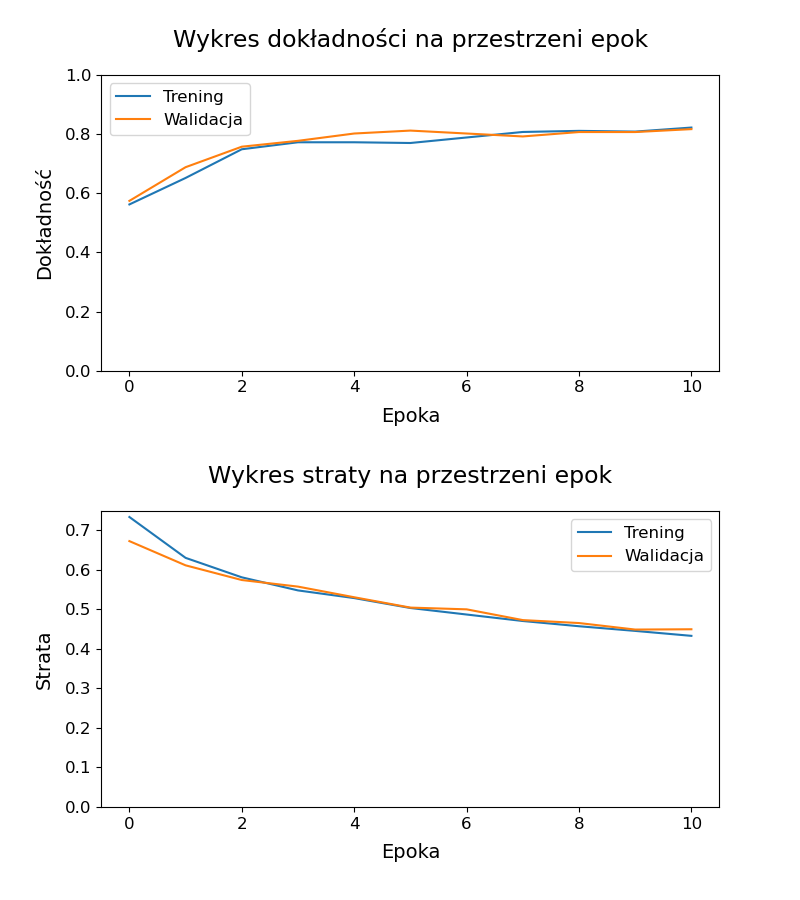 Wykres dokładności na przestrzeni epok
1.0
0.8
0.6
0.4
0.2
0.0
Dokładność
Trening
Walidacja
0 2 4 6 8 10
Epoka
Wykres straty na przestrzeni epok
0.7
0.6
0.5
0.4
0.3
0.2
0.1
0.0
Strata
Trening
Walidacja
0 2 4 6 8 10
Epoka